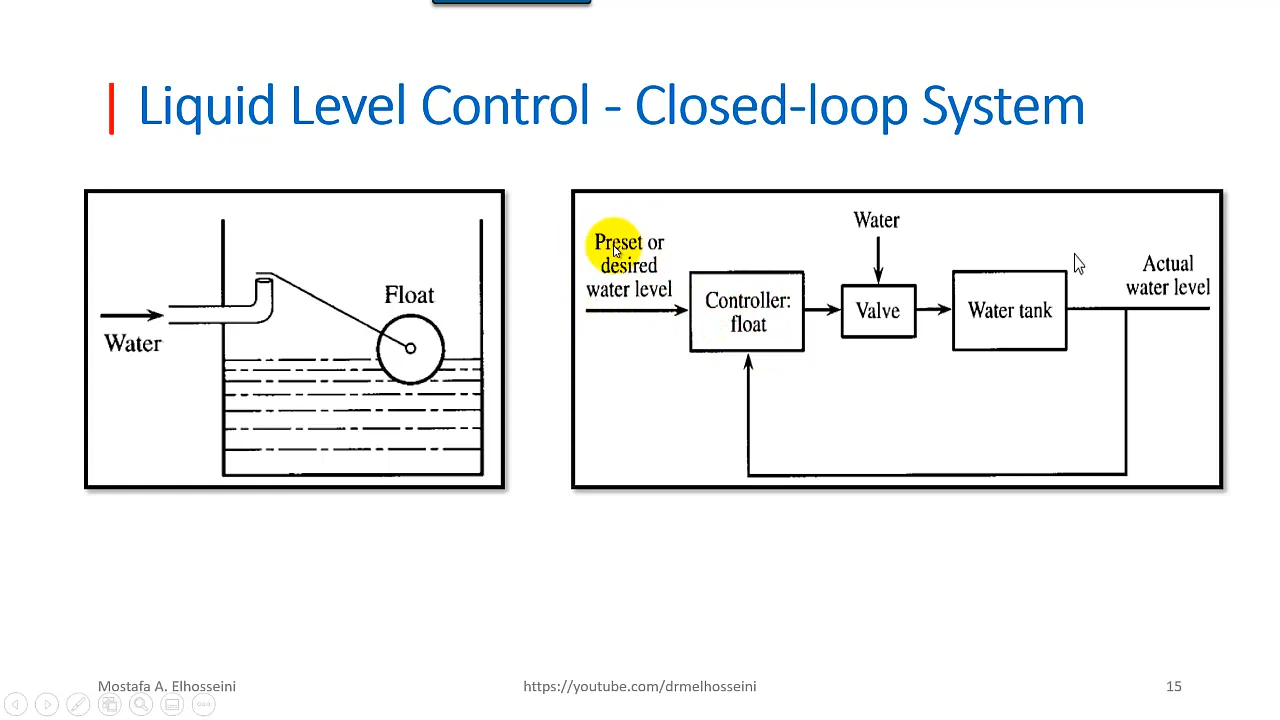 | Liquid Level Control - Closed-loop System
Water
Float
Preset or
desired
water level
Controller:
float
Water
Valve
Water tank
Actual
water level
Mostafa A. Elhosseini
https://youtube.com/drmelhosseini
15